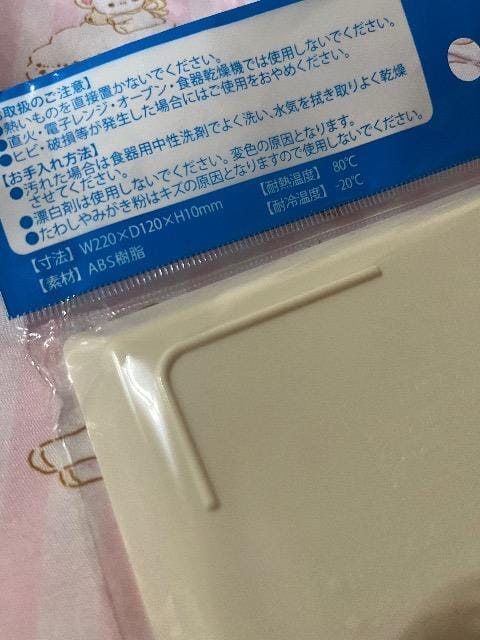 取扱のご注意】
●熱いものを直接置かないでください。
●直火・電子レンジ・オーブン・食器乾燥機では使用しないでください。
●ヒビ・破損等が発生した場合にはご使用をおやめください。
【お手入れ方法】
●汚れた場合は食器用中性洗剤でよく洗い、水気を拭き取りよく乾燥
させてください。
●漂白剤は使用しないでください。変色の原因となります。
●たわしやみがき粉はキズの原因となりますので使用しないでください。
【寸法】W220×D120×H10mm
【素材】ABS樹脂
【耐熱温度】 80℃
【耐冷温度】 -20℃